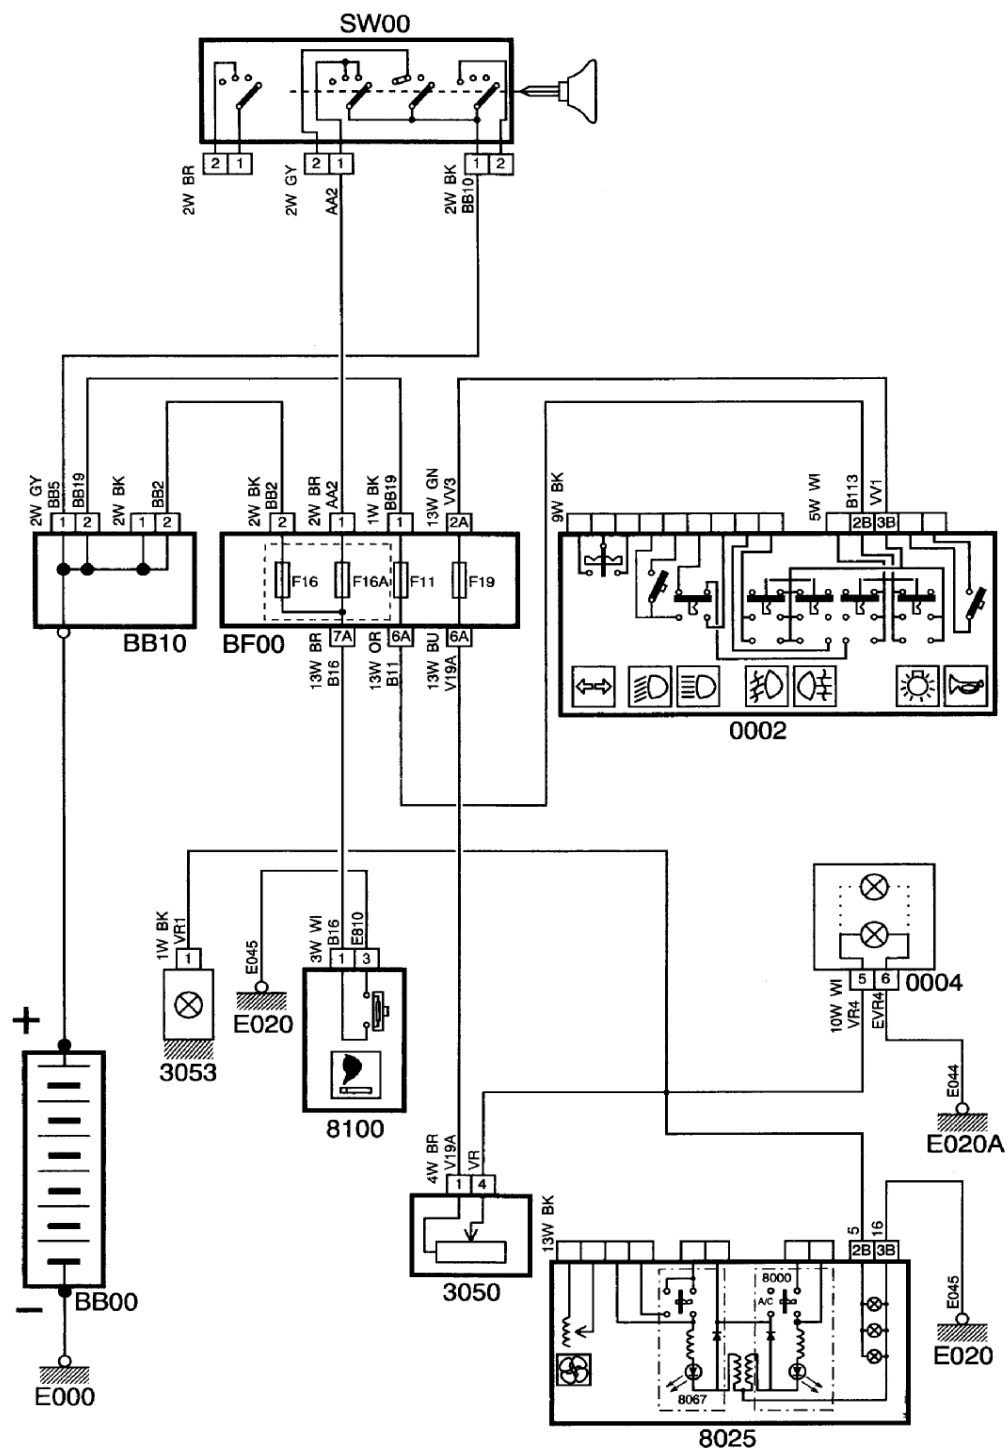 SW00
2 1
2 1
1 2
2W BR
2W GY
AA2
2W BK
BB10
2W GY
BB5
BB19
2W BK
BB2
2W BK
BB2
2W BR
AA2
1W BK
BB19
13W GN
VV3
9W BK
5W WI
B113
VV1
1 2
1 2
2
1
1
2A
2B 3B
F16
F16A
F11
F19
BB10
BF00
7A
6A
6A
13W BR
B16
13W OR
B11
13W BU
V19A
0002
1W BK
VR1
1
3053
E045
E020
3W WI
B16
E810
1 3
8100
5 6
0004
10W WI
VR4
EVR4
E044
E020A
+
−
BB00
E000
4W BR
V19A
VR
1 4
3050
13W BK
5
16
2B 3B
E045
E020
8000
A/C
8067
8025